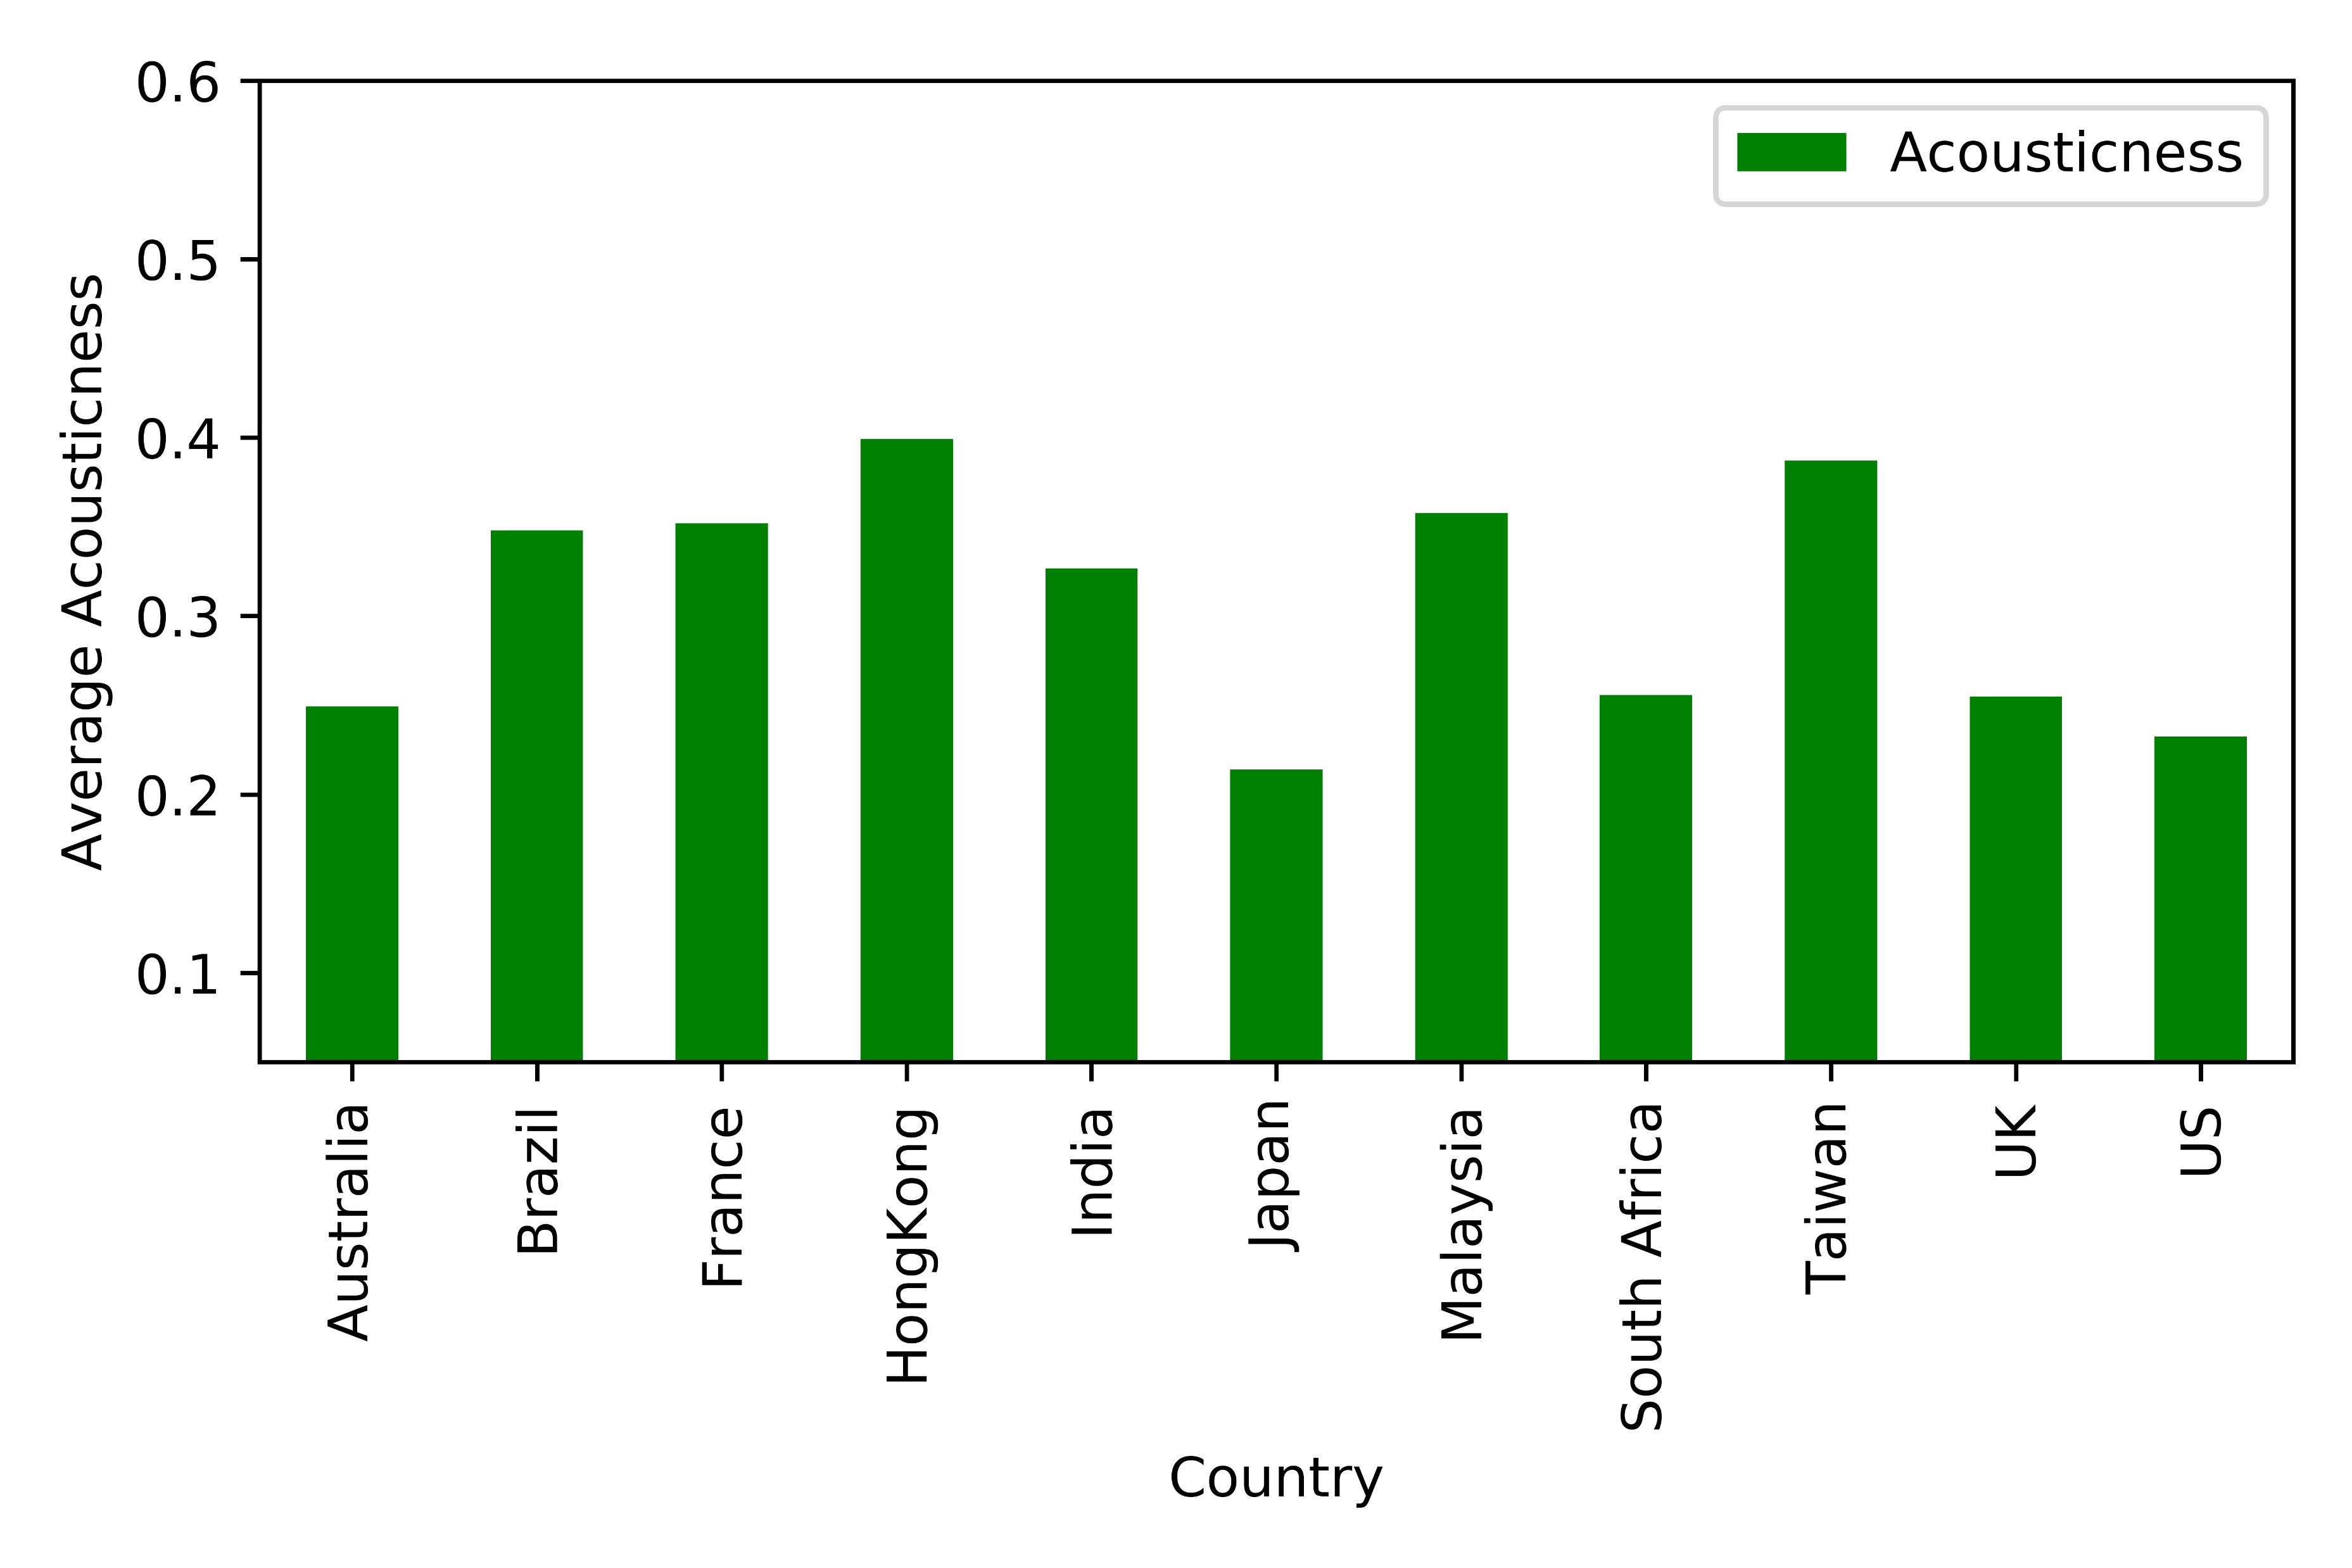 0.6
0.5
0.4
0.3
0.2
0.1
Average Acousticness
Acousticness
Australia
Brazil
France
HongKong
India
Japan
Malaysia
South Africa
Taiwan
UK
US
Country